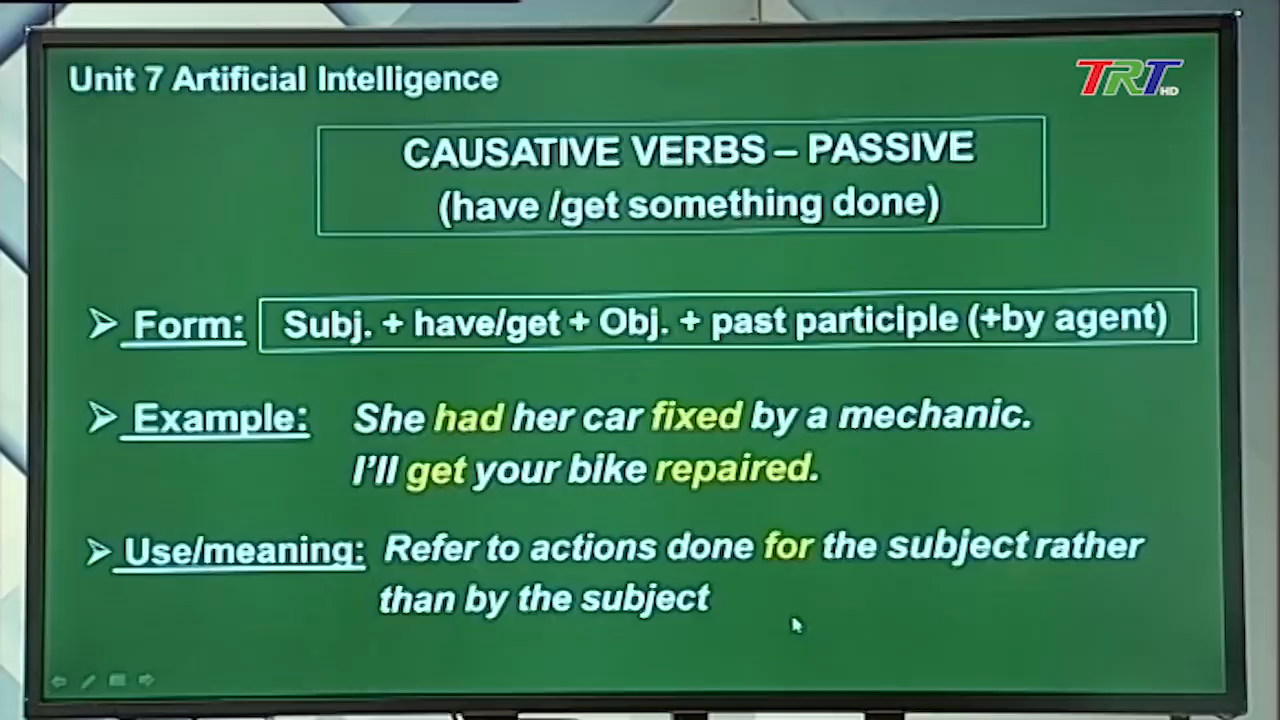 Unit 7 Artificial Intelligence
TRT HD
CAUSATIVE VERBS – PASSIVE
(have /get something done)
Form:
Subj. + have/get + Obj. + past participle (+by agent)
Example:
She had her car fixed by a mechanic.
I'll get your bike repaired.
Use/meaning:
Refer to actions done for the subject rather
than by the subject